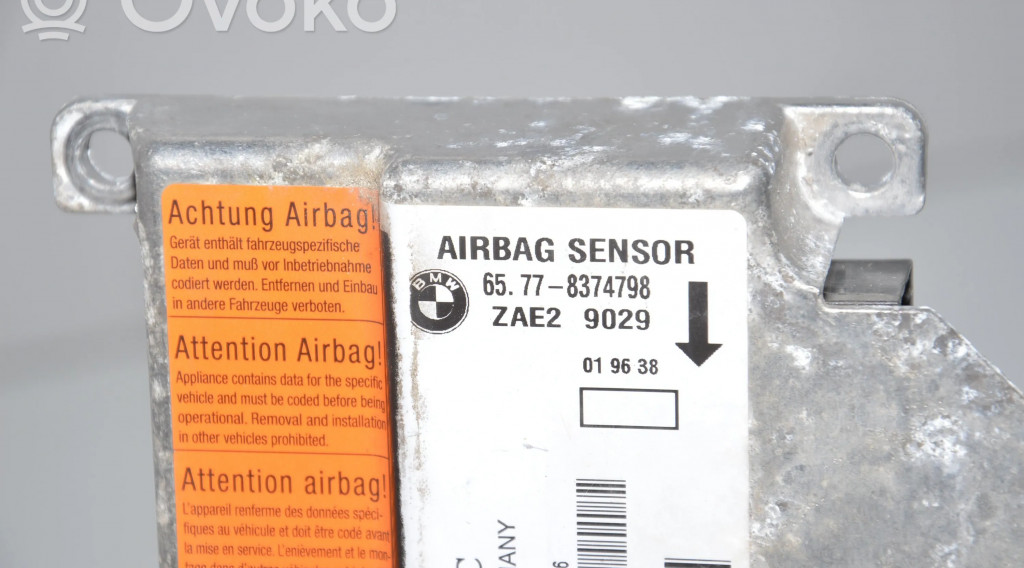 OVOKO
Achtung Airbag!
Gerät enthält fahrzeugspezifische
Daten und muß vor Inbetriebnahme
codiert werden. Entfernen und Einbau
in andere Fahrzeuge verboten.
Attention Airbag!
Appliance contains data for the specific
vehicle and must be coded before being
operational. Removal and installation
in other vehicles prohibited.
Attention airbag!
L'appareil renferme des données spéci-
fiques au véhicule et doit être codé avant
la mise en service. L'enièvement et le mon-
AIRBAG SENSOR
BMW
65.77-8374798
ZAE2 9029
01 96 38